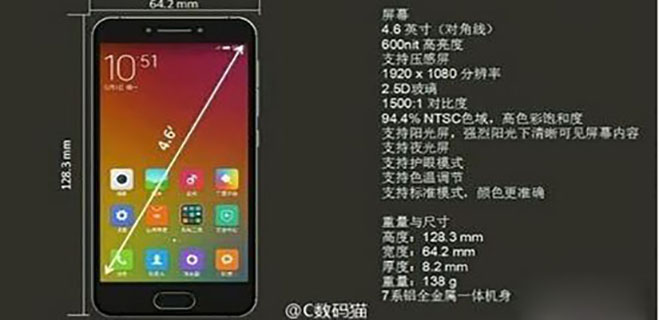 64.2 mm
10:51
4.6'
128.3 mm
屏幕
4.6 英寸（对角线）
600nit 高亮度
支持压感屏
1920 x 1080 分辨率
2.5D玻璃
1500:1 对比度
94.4% NTSC色域，高色彩饱和度
支持阳光屏，强烈阳光下清晰可见屏幕内容
支持夜光屏
支持护眼模式
支持色温调节
支持标准模式，颜色更准确
重量与尺寸
高度：128.3 mm
宽度：64.2 mm
厚度：8.2 mm
重量：138 g
7系铝全金属一体机身
@C数码猫